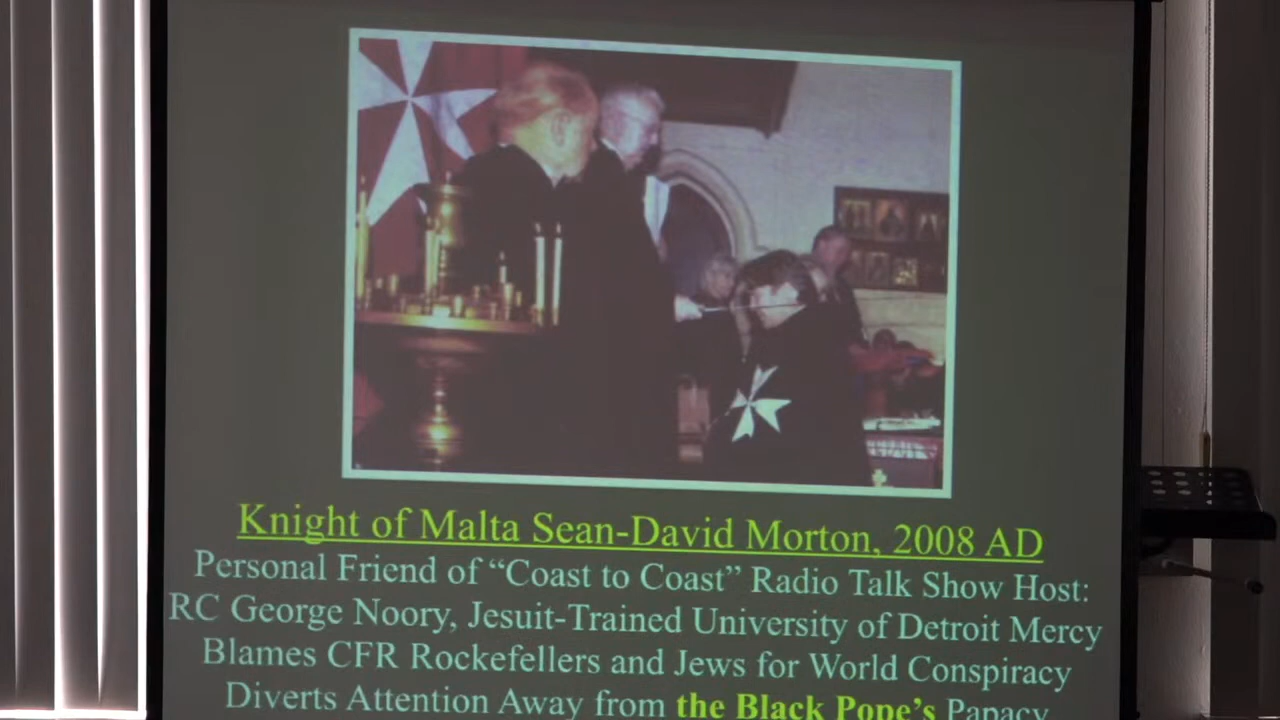 Knight of Malta Sean-David Morton, 2008 AD
Personal Friend of “Coast to Coast” Radio Talk Show Host:
RC George Noory, Jesuit-Trained University of Detroit Mercy
Blames CFR Rockefellers and Jews for World Conspiracy
Diverts Attention Away from the Black Pope’s Papacy